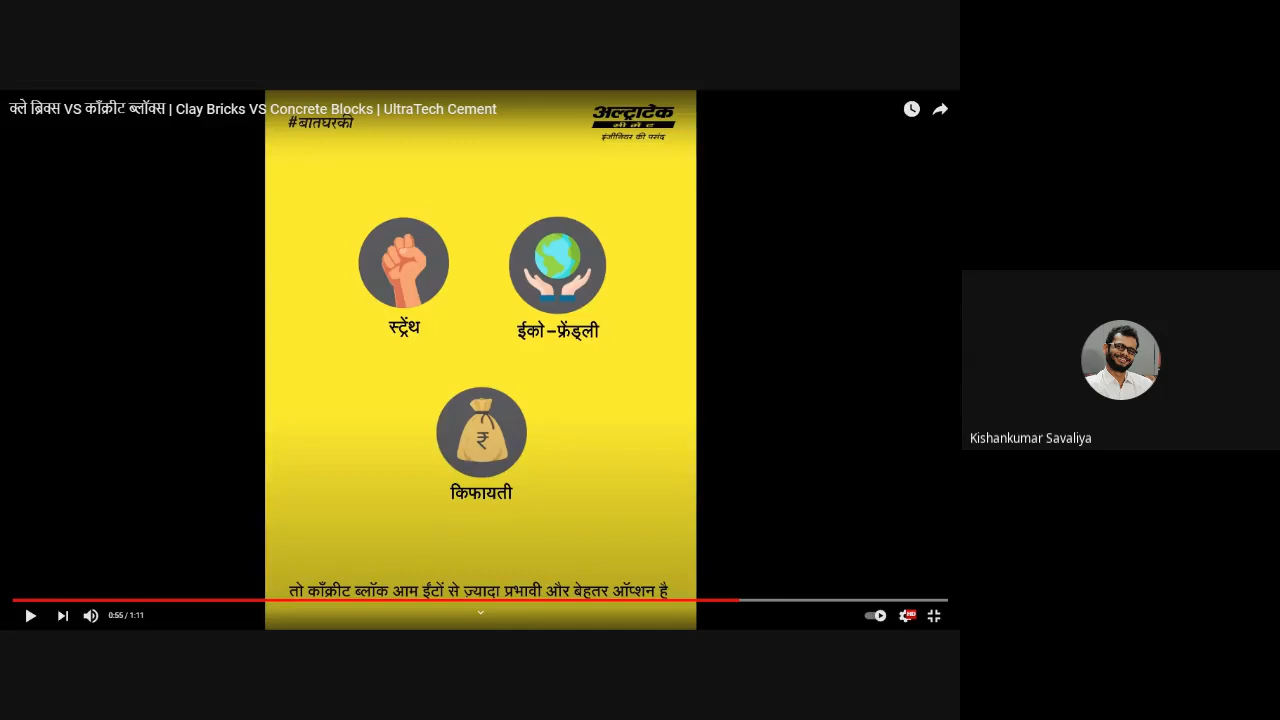 क्ले ब्रिक्स VS काँक्रीट ब्लॉक्स | Clay Bricks VS Concrete Blocks | UltraTech Cement
#बातघरकी
अल्ट्राटेक
सीमेंट
इंजीनियर की पसंद
स्ट्रेंथ
ईको–फ्रेंड्ली
₹
किफायती
तो काँक्रीट ब्लॉक आम ईंटों से ज़्यादा प्रभावी और बेहतर ऑप्शन है
0:55 / 1:11
HD
Kishankumar Savaliya